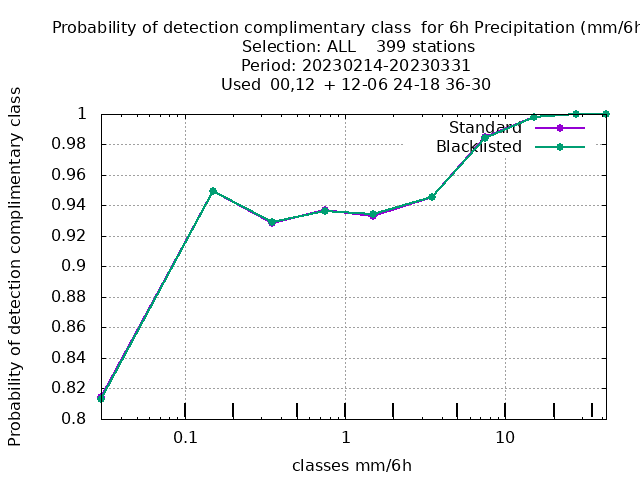 Probability of detection complimentary class for 6h Precipitation (mm/6h
Selection: ALL 399 stations
Period: 20230214-20230331
Used 00,12 + 12-06 24-18 36-30
Probability of detection complimentary class
1
0.98
0.96
0.94
0.92
0.9
0.88
0.86
0.84
0.82
0.8
Standard
Blacklisted
0.1
1
10
classes mm/6h